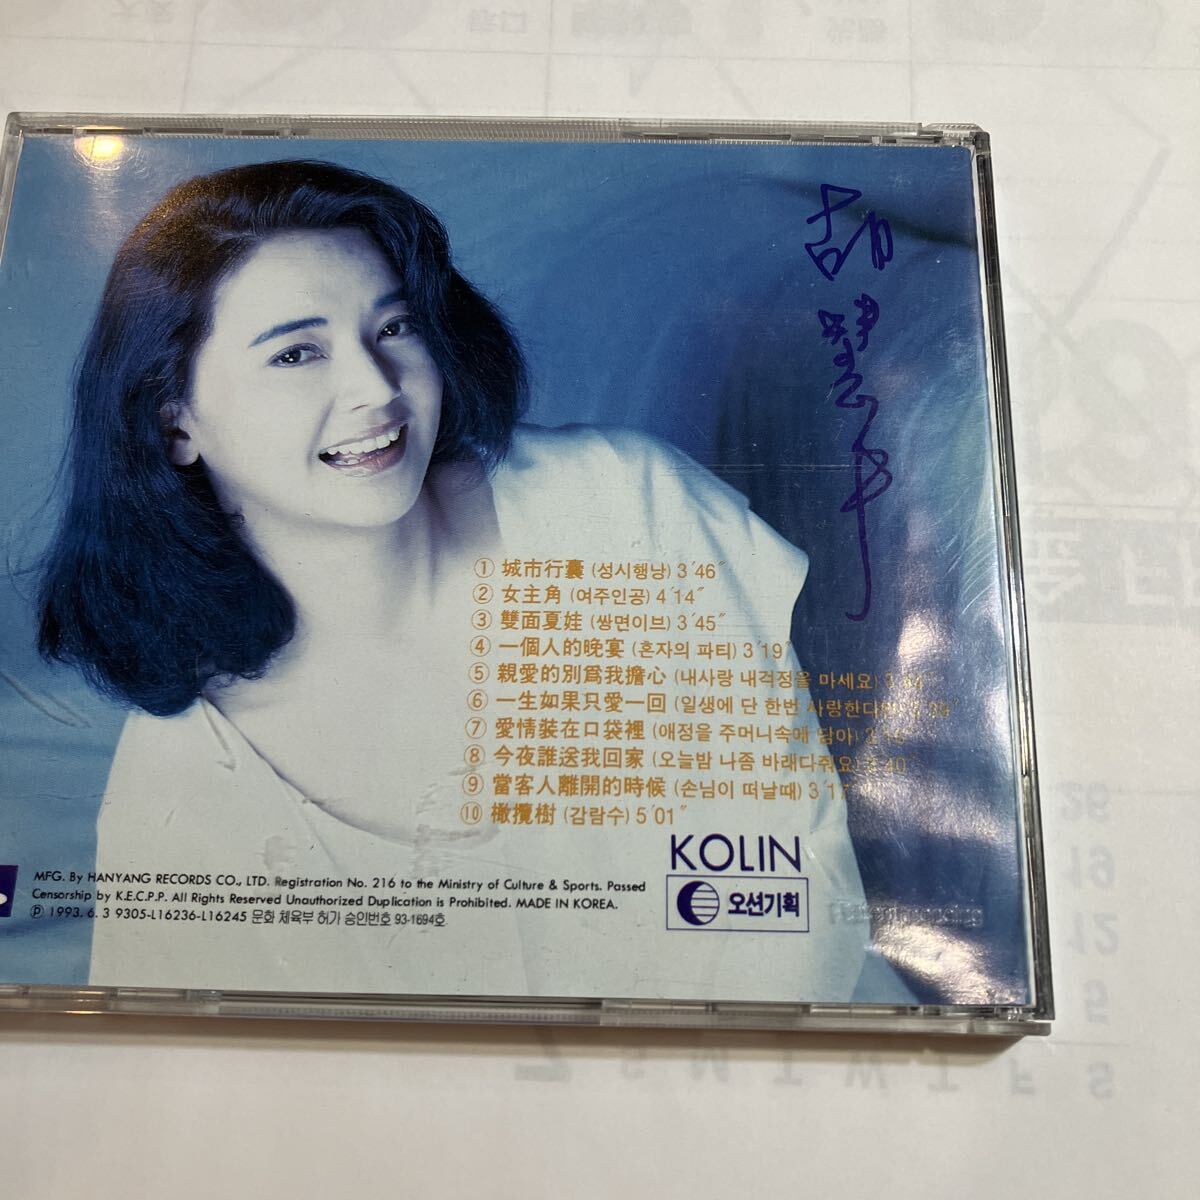 胡慧中
① 城市行囊 (성시행낭) 3´46˝
② 女主角 (여주인공) 4´14˝
③ 雙面夏娃 (쌍면이브) 3´45˝
④ 一個人的晩宴 (혼자의 파티) 3´19˝
⑤ 親愛的別爲我擔心 (내사랑 내걱정을 마세요)
⑥ 一生如果只愛一回 (일생에 단 한번 사랑한다면)
⑦ 愛情裝在口袋裡 (애정을 주머니속에 담아)
⑧ 今夜誰送我回家 (오늘밤 나좀 바래다줘요) 3´40˝
⑨ 當客人離開的時候 (손님이 떠날때) 3´17˝
⑩ 橄攬樹 (감람수) 5´01˝
KOLIN
오션기획
MFG. By HANYANG RECORDS CO., LTD. Registration No. 216 to the Ministry of Culture & Sports. Passed
Censorship by K.E.C.P.P. All Rights Reserved Unauthorized Duplication is Prohibited. MADE IN KOREA.
Ⓟ 1993. 6. 3 9305-L16236-L16245 문화 체육부 허가 승인번호 93-1694호